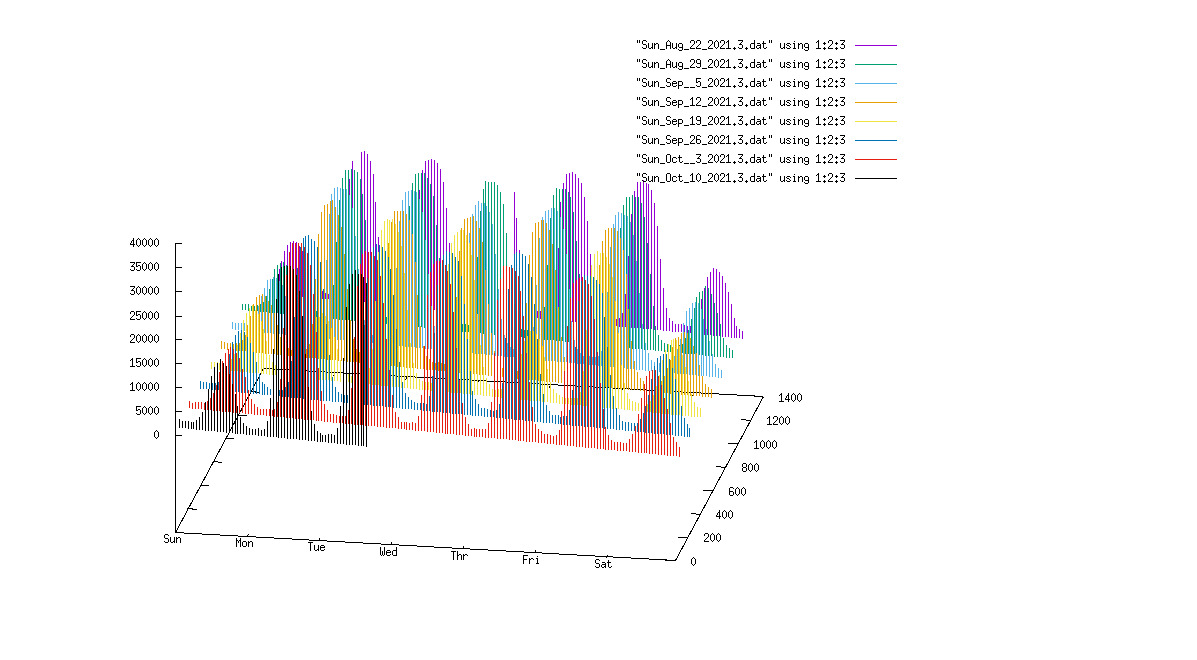 "Sun_Aug_22_2021.3.dat" using 1:2:3
"Sun_Aug_29_2021.3.dat" using 1:2:3
"Sun_Sep__5_2021.3.dat" using 1:2:3
"Sun_Sep_12_2021.3.dat" using 1:2:3
"Sun_Sep_19_2021.3.dat" using 1:2:3
"Sun_Sep_26_2021.3.dat" using 1:2:3
"Sun_Oct__3_2021.3.dat" using 1:2:3
"Sun_Oct_10_2021.3.dat" using 1:2:3
40000
35000
30000
25000
20000
15000
10000
5000
0
1400
1200
1000
800
600
400
200
0
Sun
Mon
Tue
Wed
Thr
Fri
Sat